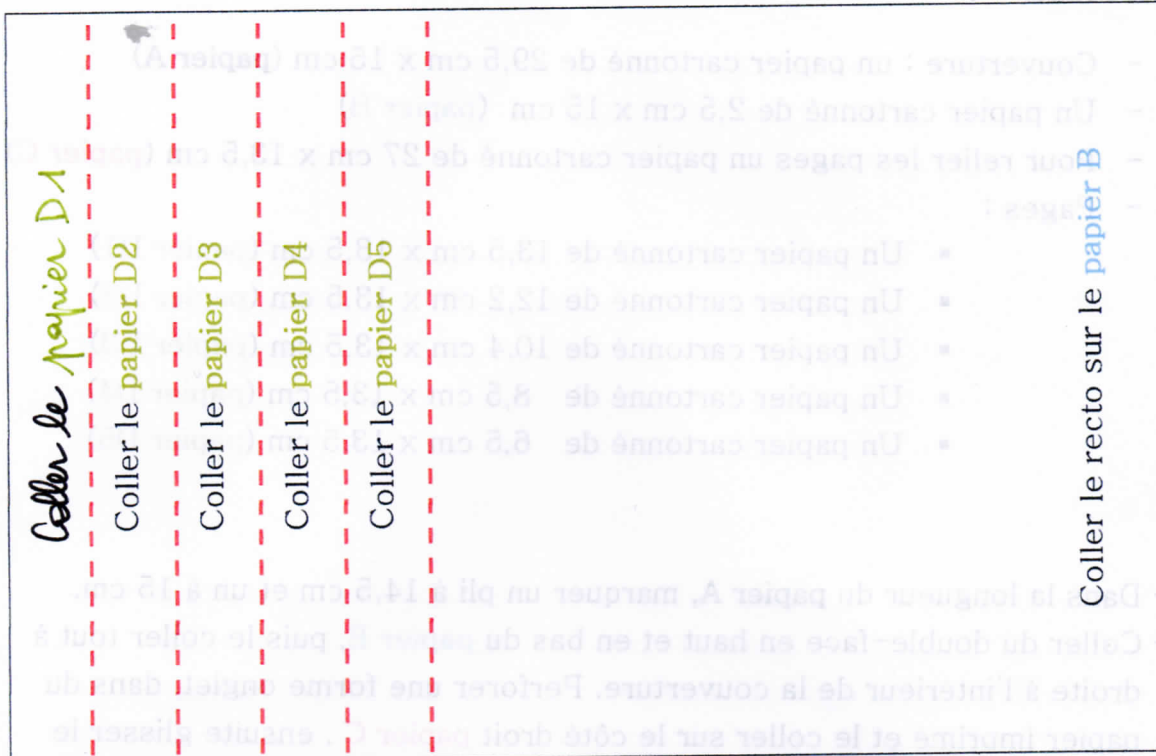 Coller le papier D1
Coller le papier D2
Coller le papier D3
Coller le papier D4
Coller le papier D5
Coller le recto sur le papier B
- Couverture : un papier cartonné de 29,5 cm x 15 cm (papier A)
- Un papier cartonné de 2,5 cm x 15 cm (papier B)
- Pour relier les pages un papier cartonné de 27 cm x 13,5 cm (papier C)
- Pages :
Un papier cartonné de 13,5 cm x
Un papier cartonné de 12,2 cm x 13,5 cm
Un papier cartonné de 10.4 cm x 13,5 cm
Un papier cartonné de 8,5 cm x 13,5 cm
Un papier cartonné de 6,5 cm x 13,5 cm
Dans la longueur du papier A, marquer un pli à 14,5 cm et un à 15 cm.
Coller du double-face en haut et en bas du papier B, puis le coller tout à
droite à l'intérieur de la couverture. Perforer une forme onglet dans du
papier imprimé et le coller sur le côté droit papier C, ensuite glisser le